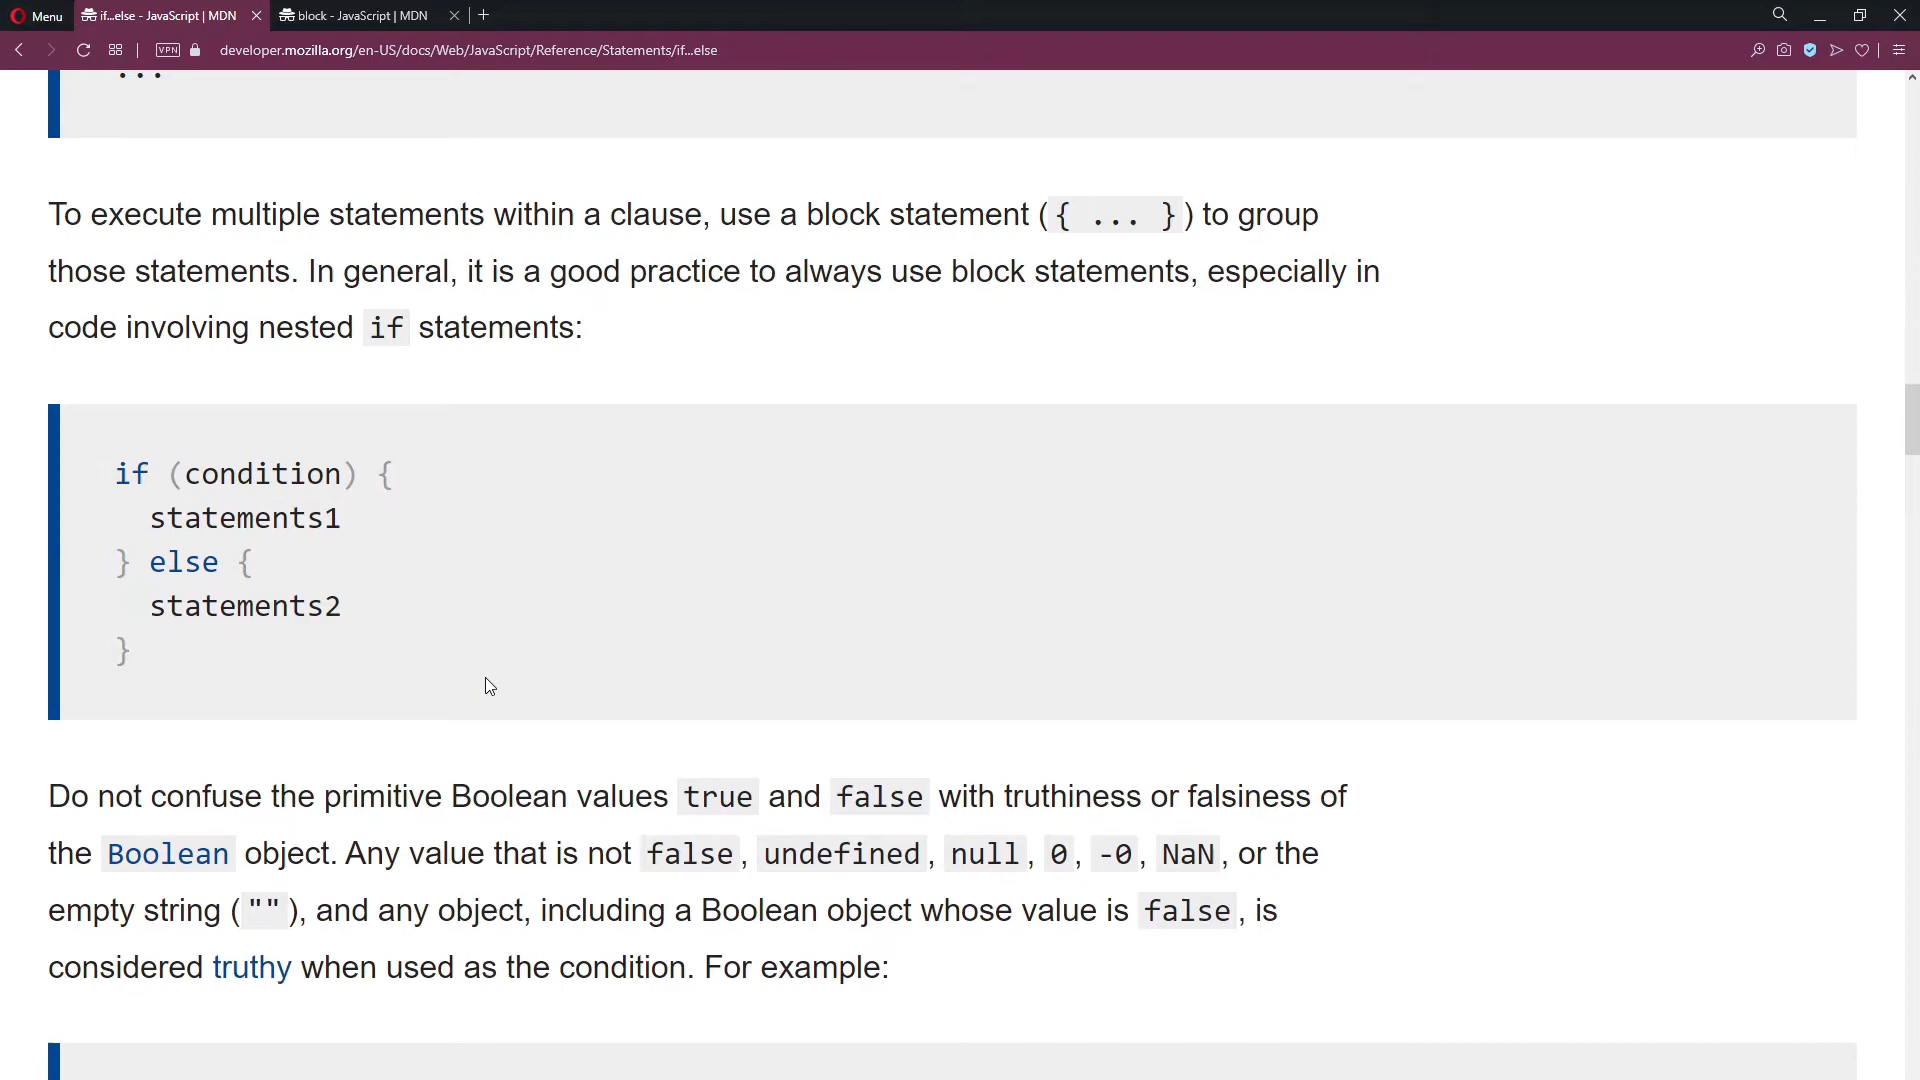 Menu
if...else - JavaScript | MDN
block - JavaScript | MDN
VPN
developer.mozilla.org/en-US/docs/Web/JavaScript/Reference/Statements/if...else
...
To execute multiple statements within a clause, use a block statement ({ ... }) to group
those statements. In general, it is a good practice to always use block statements, especially in
code involving nested if statements:
if (condition) {
  statements1
} else {
  statements2
}
Do not confuse the primitive Boolean values true and false with truthiness or falsiness of
the Boolean object. Any value that is not false, undefined, null, 0, -0, NaN, or the
empty string (""), and any object, including a Boolean object whose value is false, is
considered truthy when used as the condition. For example: